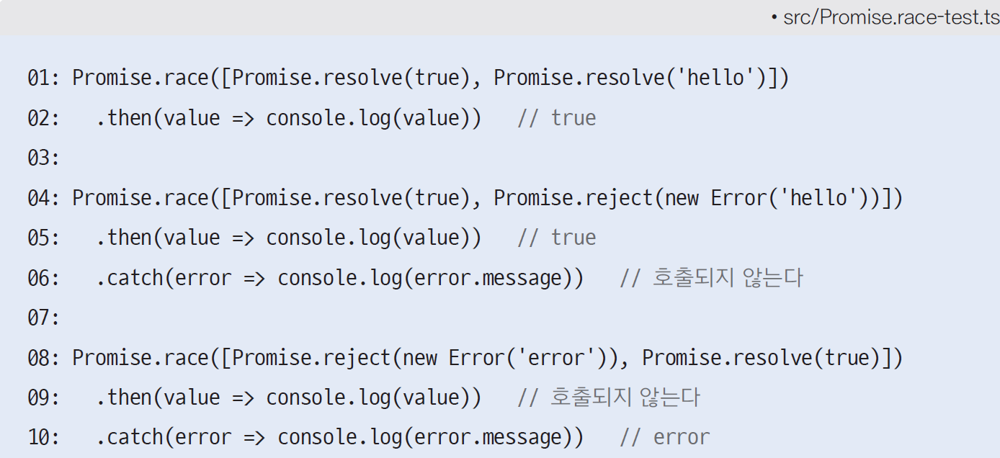 • src/Promise.race-test.ts
01: Promise.race([Promise.resolve(true), Promise.resolve('hello')])
02:   .then(value => console.log(value))   // true
03:
04: Promise.race([Promise.resolve(true), Promise.reject(new Error('hello'))])
05:   .then(value => console.log(value))   // true
06:   .catch(error => console.log(error.message))   // 호출되지 않는다
07:
08: Promise.race([Promise.reject(new Error('error')), Promise.resolve(true)])
09:   .then(value => console.log(value))   // 호출되지 않는다
10:   .catch(error => console.log(error.message))   // error